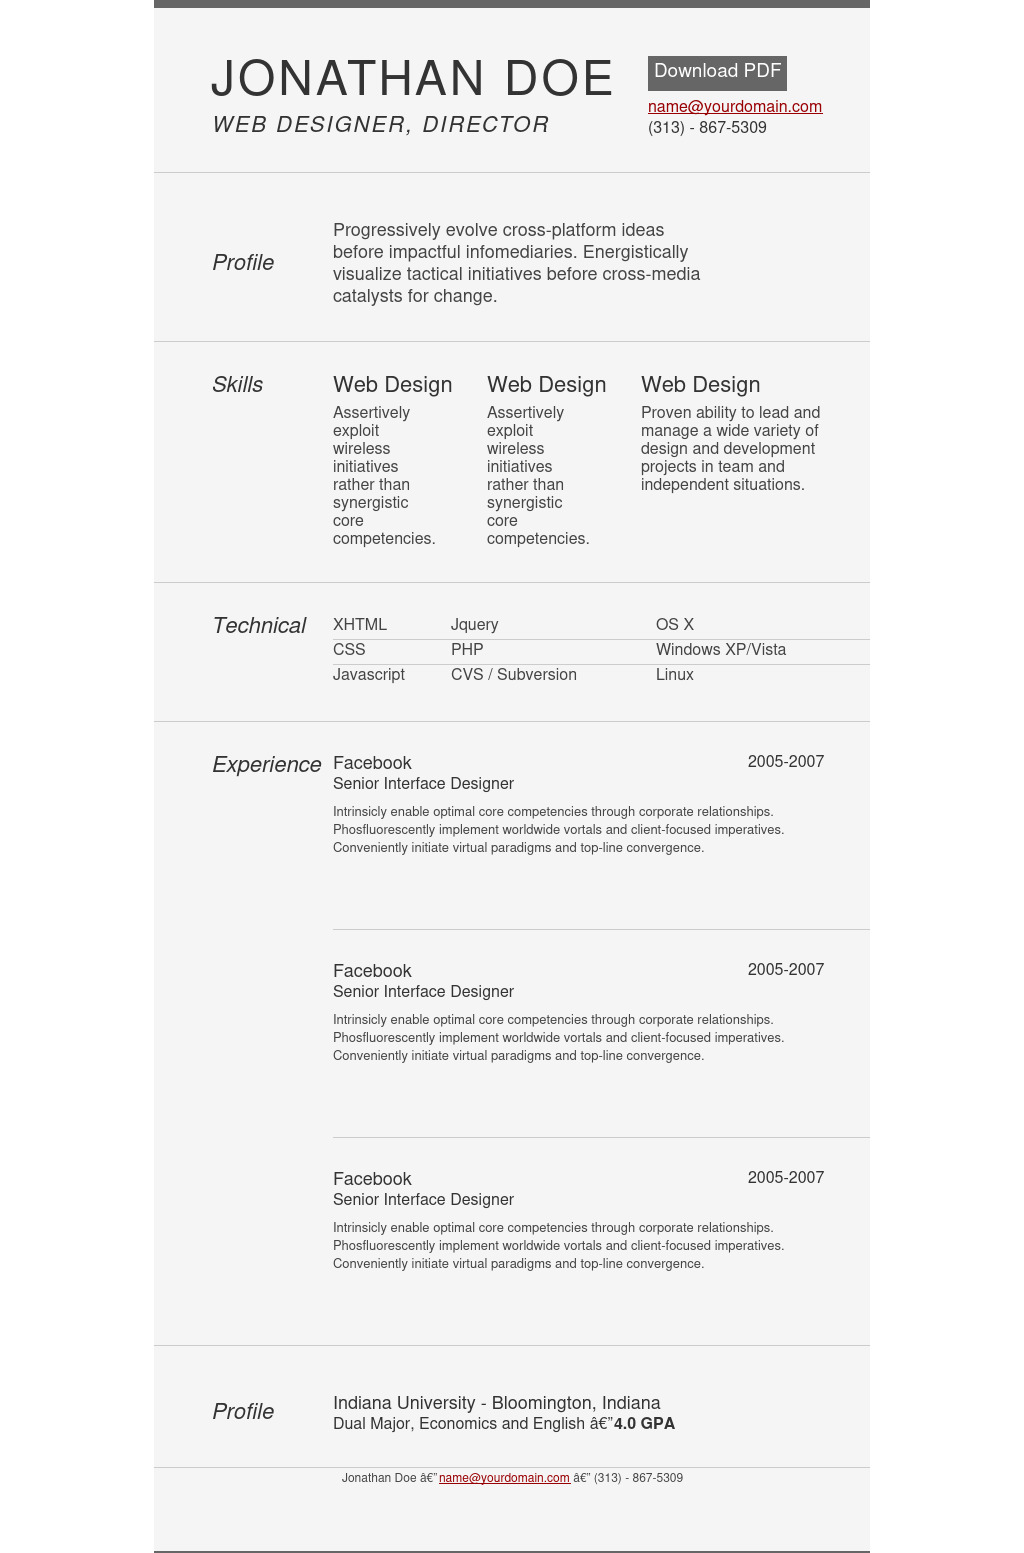 JONATHAN DOE
Download PDF
WEB DESIGNER, DIRECTOR
name@yourdomain.com
(313) - 867-5309
Profile
Progressively evolve cross-platform ideas
before impactful infomediaries. Energistically
visualize tactical initiatives before cross-media
catalysts for change.
Skills
Web Design
Assertively
exploit
wireless
initiatives
rather than
synergistic
core
competencies.
Web Design
Assertively
exploit
wireless
initiatives
rather than
synergistic
core
competencies.
Web Design
Proven ability to lead and
manage a wide variety of
design and development
projects in team and
independent situations.
Technical
XHTML Jquery OS X
CSS PHP Windows XP/Vista
Javascript CVS / Subversion Linux
Experience
Facebook 2005-2007
Senior Interface Designer
Intrinsicly enable optimal core competencies through corporate relationships.
Phosfluorescently implement worldwide vortals and client-focused imperatives.
Conveniently initiate virtual paradigms and top-line convergence.
Facebook 2005-2007
Senior Interface Designer
Intrinsicly enable optimal core competencies through corporate relationships.
Phosfluorescently implement worldwide vortals and client-focused imperatives.
Conveniently initiate virtual paradigms and top-line convergence.
Facebook 2005-2007
Senior Interface Designer
Intrinsicly enable optimal core competencies through corporate relationships.
Phosfluorescently implement worldwide vortals and client-focused imperatives.
Conveniently initiate virtual paradigms and top-line convergence.
Profile
Indiana University - Bloomington, Indiana
Dual Major, Economics and English â€”4.0 GPA
Jonathan Doe â€”name@yourdomain.com â€” (313) - 867-5309